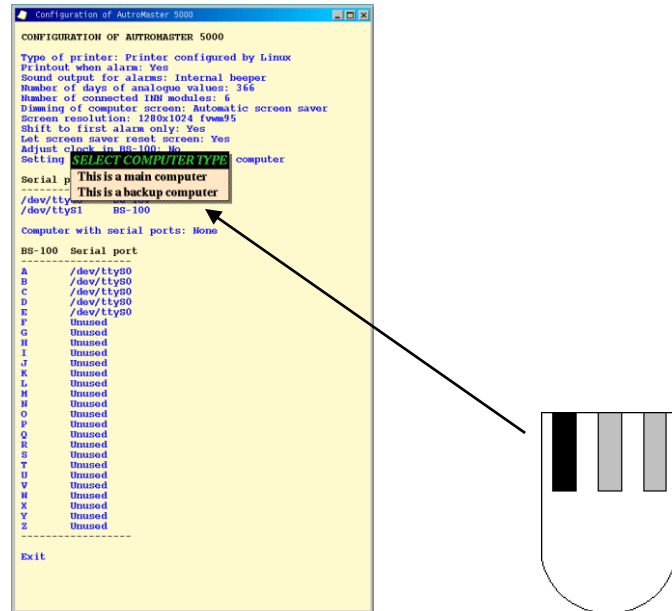 Configuration of AutroMaster 5000
CONFIGURATION OF AUTROMASTER 5000
Type of printer: Printer configured by Linux
Printout when alarm: Yes
Sound output for alarms: Internal beeper
Number of days of analogue values: 366
Number of connected INN modules: 6
Dimming of computer screen: Automatic screen saver
Screen resolution: 1280x1024 fvwm95
Shift to first alarm only: Yes
Let screen saver reset screen: Yes
Adjust clock in BS-100: No
Setting computer
SELECT COMPUTER TYPE
This is a main computer
This is a backup computer
Serial p
/dev/ttyS1 BS-100
Computer with serial ports: None
BS-100 Serial port
------------------
A /dev/ttyS0
B /dev/ttyS0
C /dev/ttyS0
D /dev/ttyS0
E /dev/ttyS0
F Unused
G Unused
H Unused
I Unused
J Unused
K Unused
L Unused
M Unused
N Unused
O Unused
P Unused
Q Unused
R Unused
S Unused
T Unused
U Unused
V Unused
W Unused
X Unused
Y Unused
Z Unused
------------------
Exit